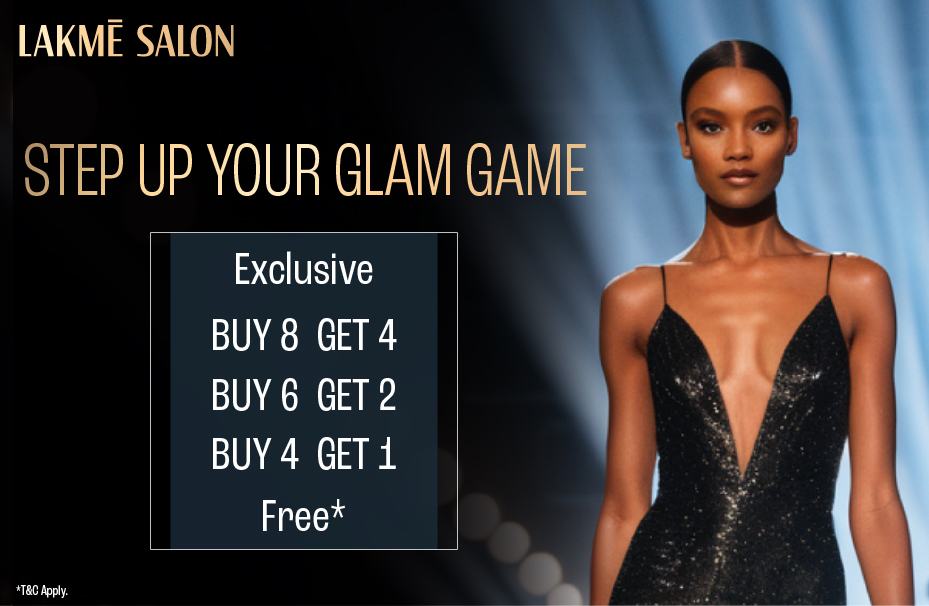 LAKMĒ SALON
STEP UP YOUR GLAM GAME
Exclusive
BUY 8 GET 4
BUY 6 GET 2
BUY 4 GET 1
Free*
*T&C Apply.